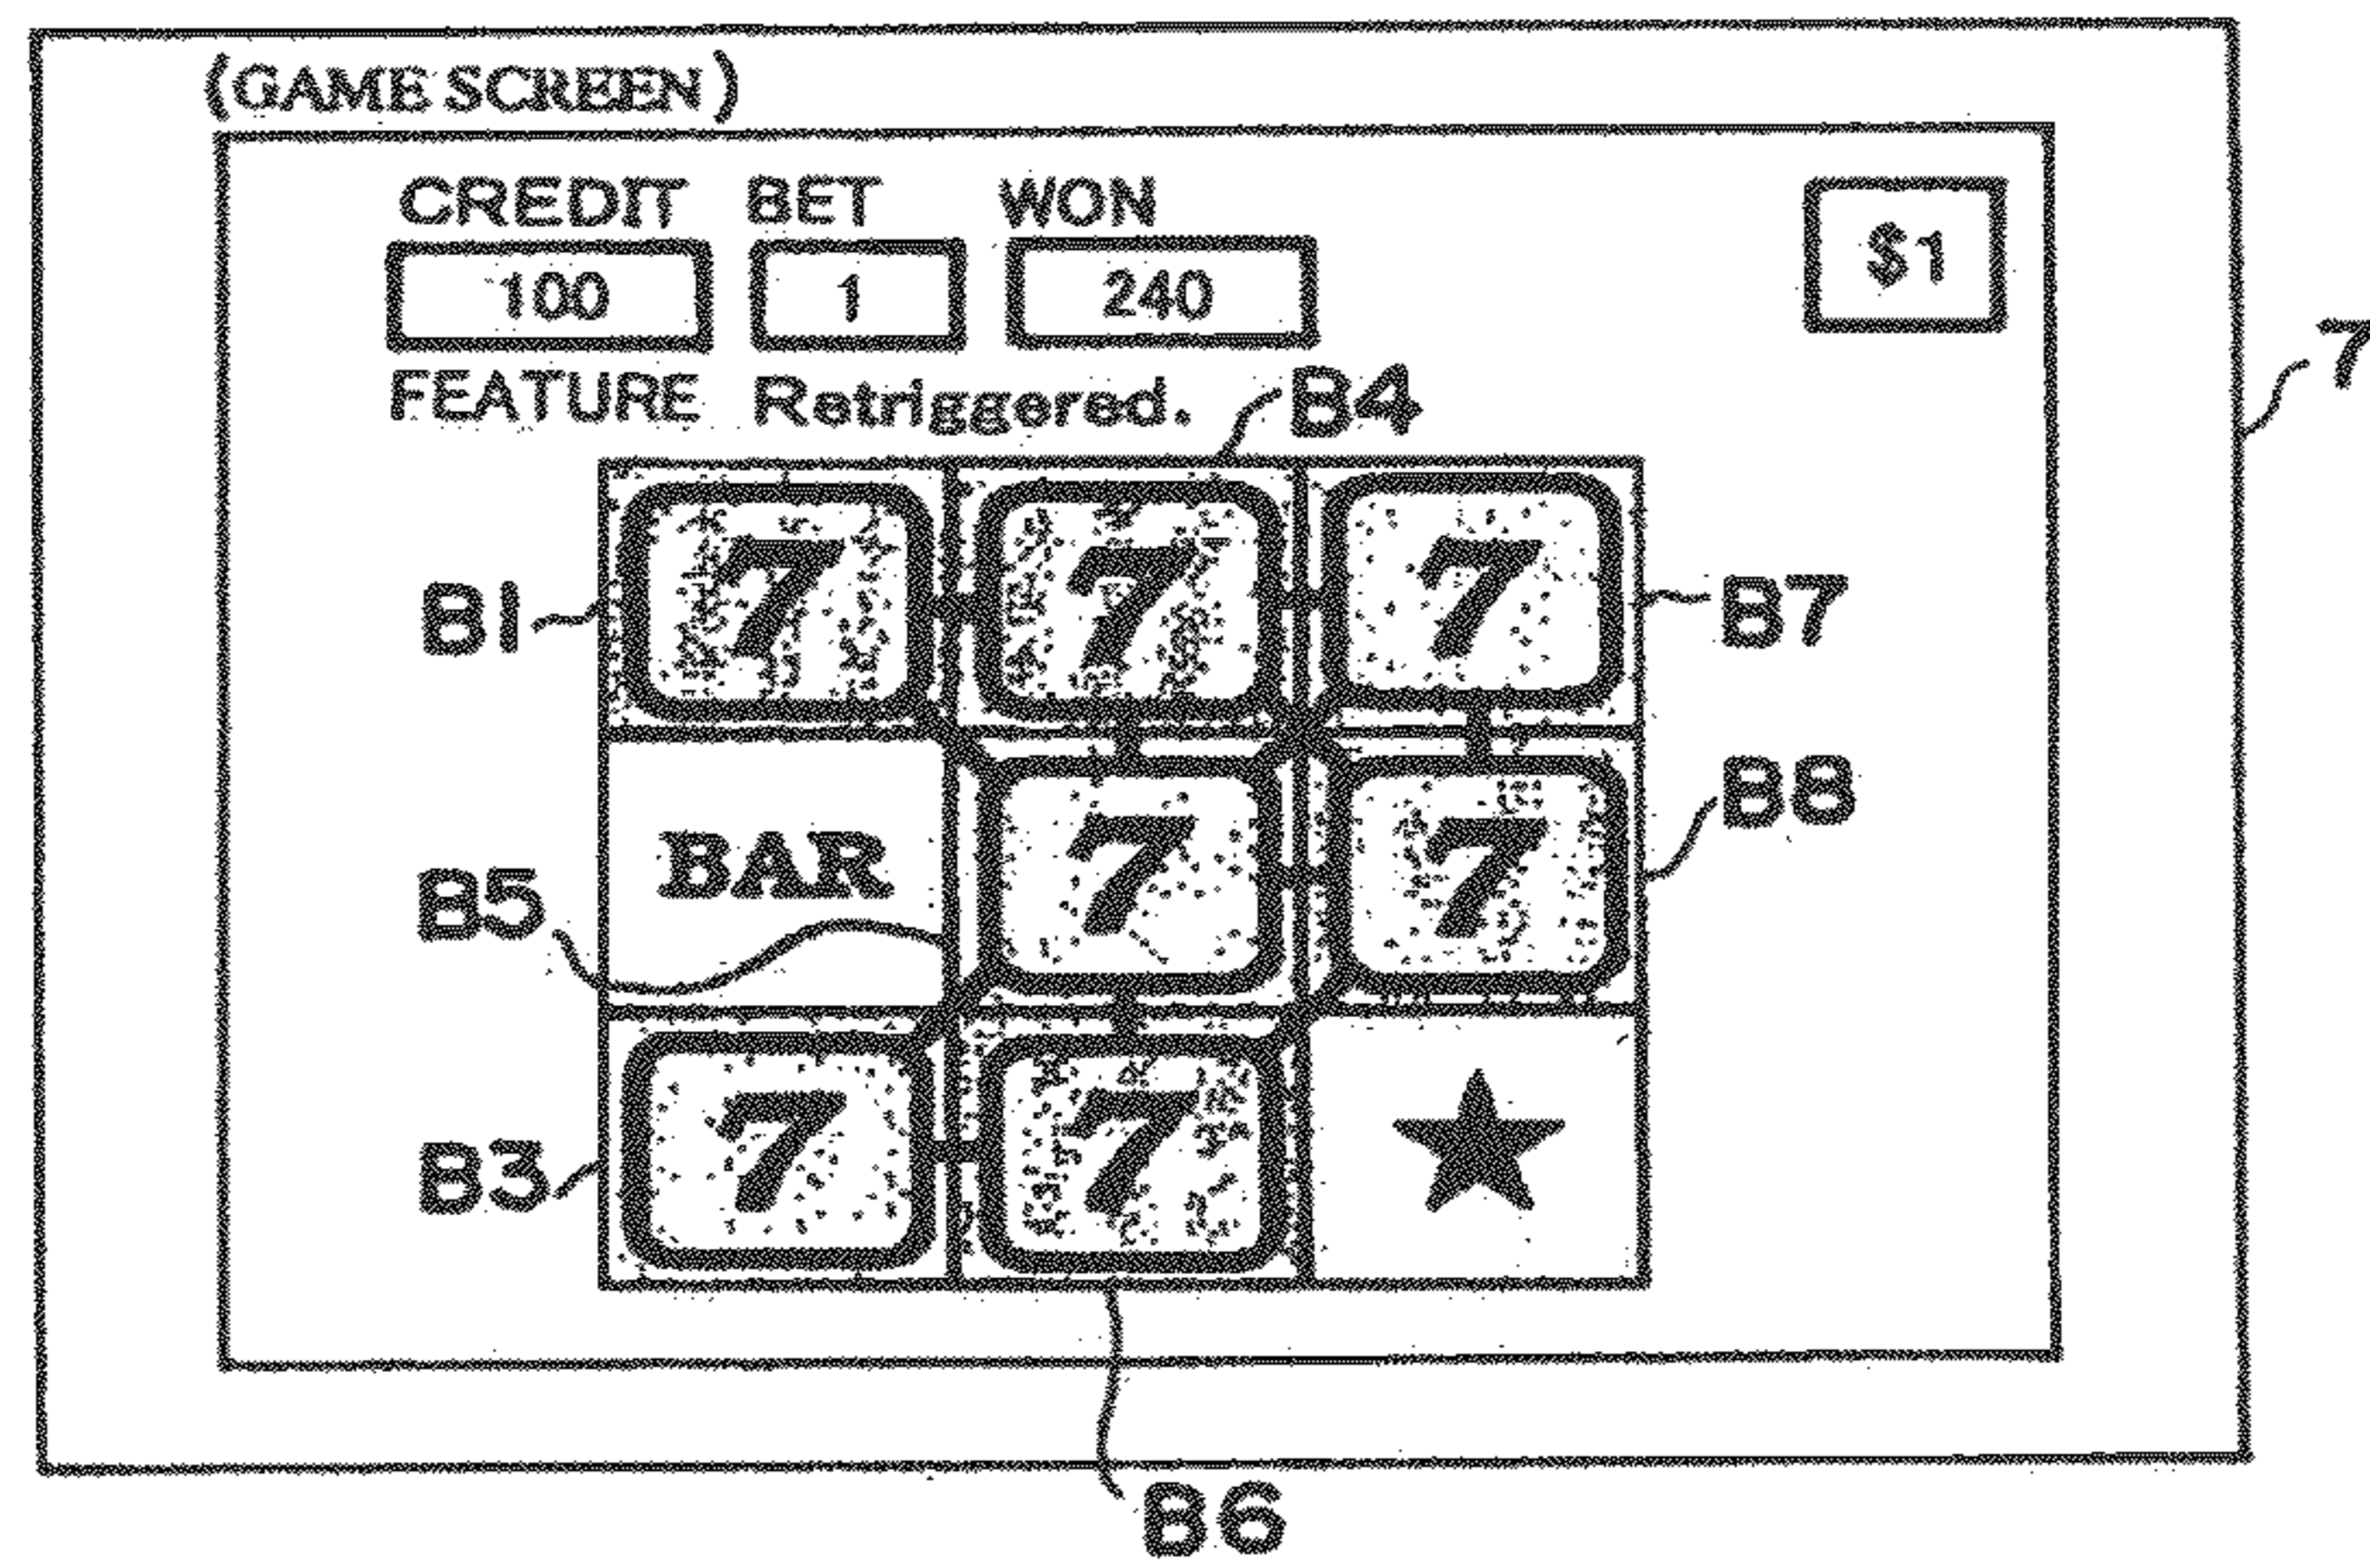 (GAME SCREEN)
CREDIT BET WON
100 1 240 $1
7
FEATURE Retriggered. B4
B1 7 7 7 B7
BAR 7 7 B8
B5
B3 7 7
B6